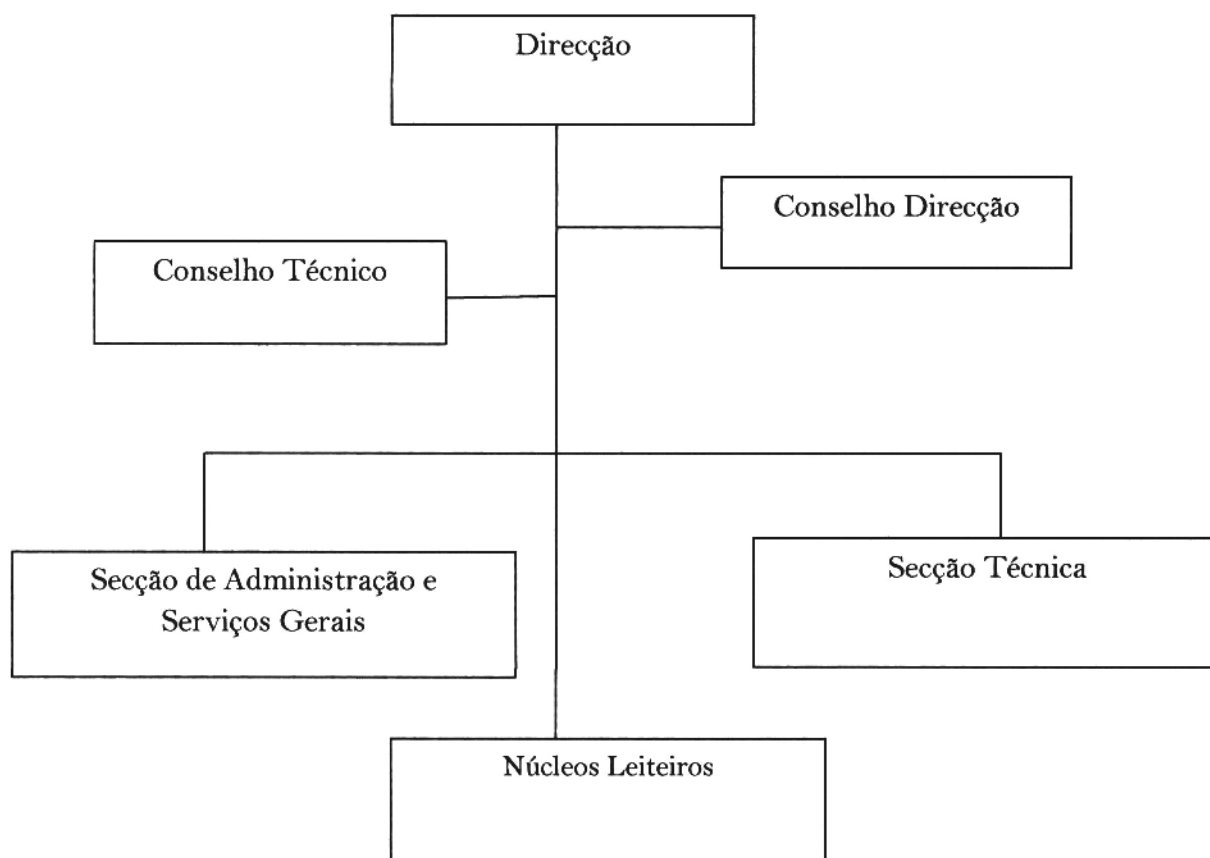 Direcção
Conselho Direcção
Conselho Técnico
Secção de Administração e
Serviços Gerais
Secção Técnica
Núcleos Leiteiros